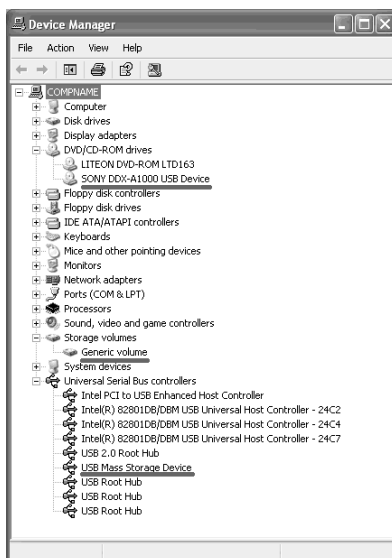 Device Manager
File Action View Help
COMPNAME
Computer
Disk drives
Display adapters
DVD/CD-ROM drives
LITEON DVD-ROM LTD163
SONY DDX-A1000 USB Device
Floppy disk controllers
Floppy disk drives
IDE ATA/ATAPI controllers
Keyboards
Mice and other pointing devices
Monitors
Network adapters
Ports (COM & LPT)
Processors
Sound, video and game controllers
Storage volumes
Generic volume
System devices
Universal Serial Bus controllers
Intel PCI to USB Enhanced Host Controller
Intel(R) 82801DB/DBM USB Universal Host Controller - 24C2
Intel(R) 82801DB/DBM USB Universal Host Controller - 24C4
Intel(R) 82801DB/DBM USB Universal Host Controller - 24C7
USB 2.0 Root Hub
USB Mass Storage Device
USB Root Hub
USB Root Hub
USB Root Hub